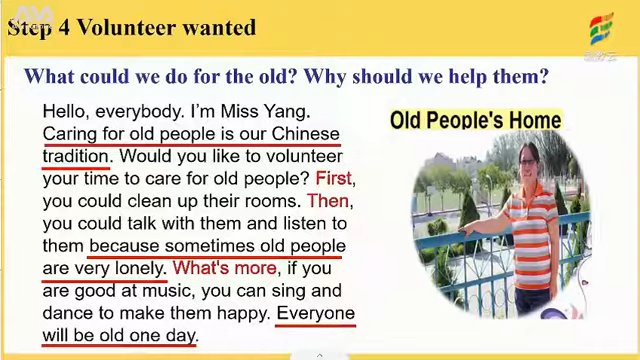 Step 4 Volunteer wanted
What could we do for the old? Why should we help them?
Hello, everybody. I'm Miss Yang.
Caring for old people is our Chinese
tradition. Would you like to volunteer
your time to care for old people? First,
you could clean up their rooms. Then,
you could talk with them and listen to
them because sometimes old people
are very lonely. What's more, if you
are good at music, you can sing and
dance to make them happy. Everyone
will be old one day.
Old People's Home